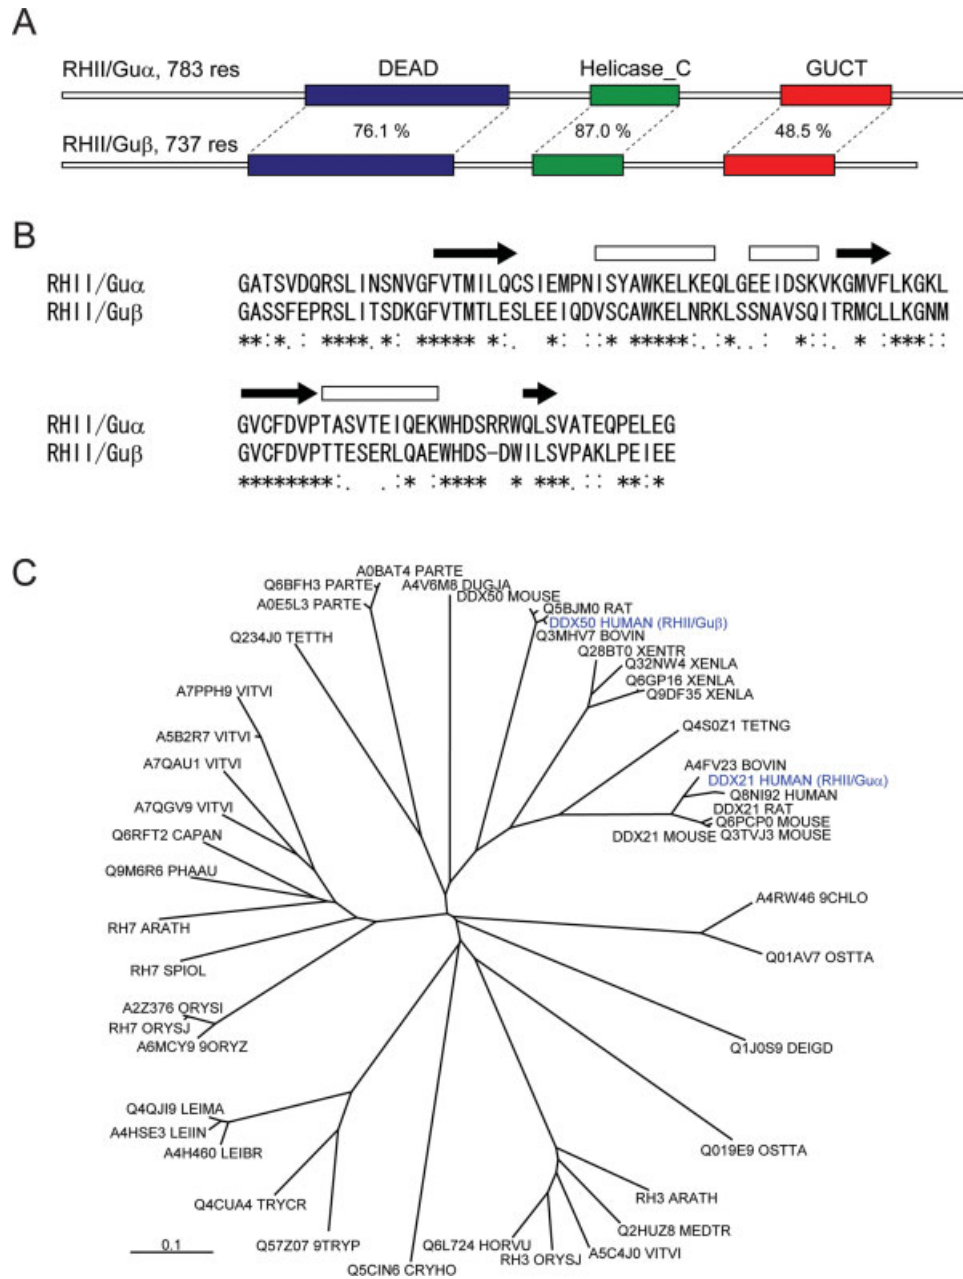 A
RHII/Guα, 783 res
DEAD
Helicase_C
GUCT
76.1 %
87.0 %
48.5 %
RHII/Guβ, 737 res
B
RHII/Guα GATSVDQRSLINSNVGFVTMILQCSIEMPNISYAWKELKEQLGEEIDSKVKGMVFLKGKL
RHII/Guβ GASSFEPRSLITSDKGFVTMTLESLEEIQDVSCAWKELNRKLSSNAVSQITRMCLLKGNM
RHII/Guα GVCFDVPTASVTEIQEKWHDSRRWQLSVATEQPELEG
RHII/Guβ GVCFDVPTTESERLQAEWHDS-DWILSVPAKLPEIEE
C
A0BAT4 PARTE
Q6BFH3 PARTE
A4V6M8 DUGJA
DDX50 MOUSE
A0E5L3 PARTE
Q5BJM0 RAT
DDX50 HUMAN (RHII/Guβ)
Q234J0 TETTH
Q3MHV7 BOVIN
Q28BT0 XENTR
Q32NW4 XENLA
Q6GP16 XENLA
A7PPH9 VITVI
Q9DF35 XENLA
Q4S0Z1 TETNG
A5B2R7 VITVI
A7QAU1 VITVI
A4FV23 BOVIN
DDX21 HUMAN (RHII/Guα)
Q8NI92 HUMAN
A7QGV9 VITVI
DDX21 RAT
Q6PCP0 MOUSE
Q6RFT2 CAPAN
DDX21 MOUSE
Q3TVJ3 MOUSE
Q9M6R6 PHAAU
A4RW46 9CHLO
RH7 ARATH
Q01AV7 OSTTA
RH7 SPIOL
A2Z376 ORYSI
RH7 ORYSJ
A6MCY9 9ORYZ
Q1J0S9 DEIGD
Q4QJI9 LEIMA
A4HSE3 LEIIN
A4H460 LEIBR
Q019E9 OSTTA
Q4CUA4 TRYCR
RH3 ARATH
Q2HUZ8 MEDTR
Q57Z07 9TRYP
Q6L724 HORVU
A5C4J0 VITVI
0.1
RH3 ORYSJ
Q5CIN6 CRYHO